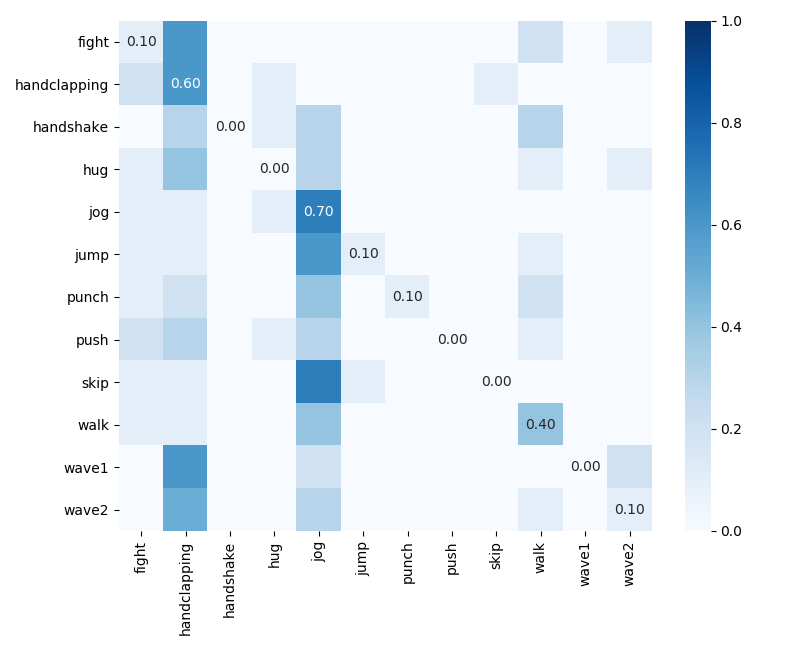 fight 0.10
handclapping 0.60
handshake 0.00
hug 0.00
jog 0.70
jump 0.10
punch 0.10
push 0.00
skip 0.00
walk 0.40
wave1 0.00
wave2 0.10
fight handclapping handshake hug jog jump punch push skip walk wave1 wave2
1.0
0.8
0.6
0.4
0.2
0.0